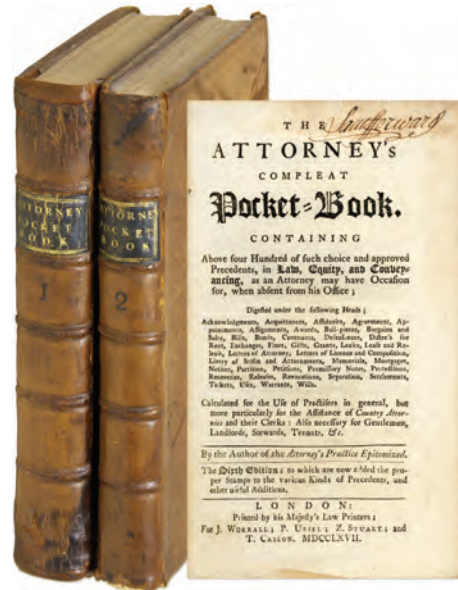 ATTORNEY
POCKET
BOOK
1
ATTORNE
POCKET
BOOK
2
THE
ATTORNEY's
COMPLEAT
Pocket=Book.
CONTAINING
Above four Hundred of ſuch choice and approved
Precedents, in Law, Equity, and Convey-
ancing, as an Attorney may have Occaſion
for, when abſent from his Office;
Digeſted under the following Heads;
Acknowledgments, Acquittances, Affidavits, Agreements, Ap-
pointments, Aſſignments, Awards, Bail-pieces, Bargains and
Sales, Bills, Bonds, Covenants, Defeaſances, Diſtreſs for
Rent, Exchanges, Fines, Gifts, Grants, Leaſes, Leaſe and Re-
leaſe, Letters of Attorney, Letters of Licence and Compoſition,
Livery of Seiſin and Attornments, Memorials, Mortgages,
Notices, Partition, Petitions, Promiſſory Notes, Protections,
Recoveries, Releaſes, Revocations, Separation, Settlements,
Tickets, Uſes, Warrants, Wills.
Calculated for the Uſe of Practiſers in general, but
more particularly for the Aſſiſtance of Country Attor-
nies and their Clerks: Alſo neceſſary for Gentlemen,
Landlords, Stewards, Tenants, &c.
By the Author of the Attorney's Practice Epitomized.
The Sixth Edition; to which are now added the pro-
per Stamps to the various Kinds of Precedents, and
other uſeful Additions.
LONDON:
Printed by his Majeſty's Law Printers;
For J. WORRALL; P. URIEL; Z. STUART; and
T. CASLON. MDCCLXVII.